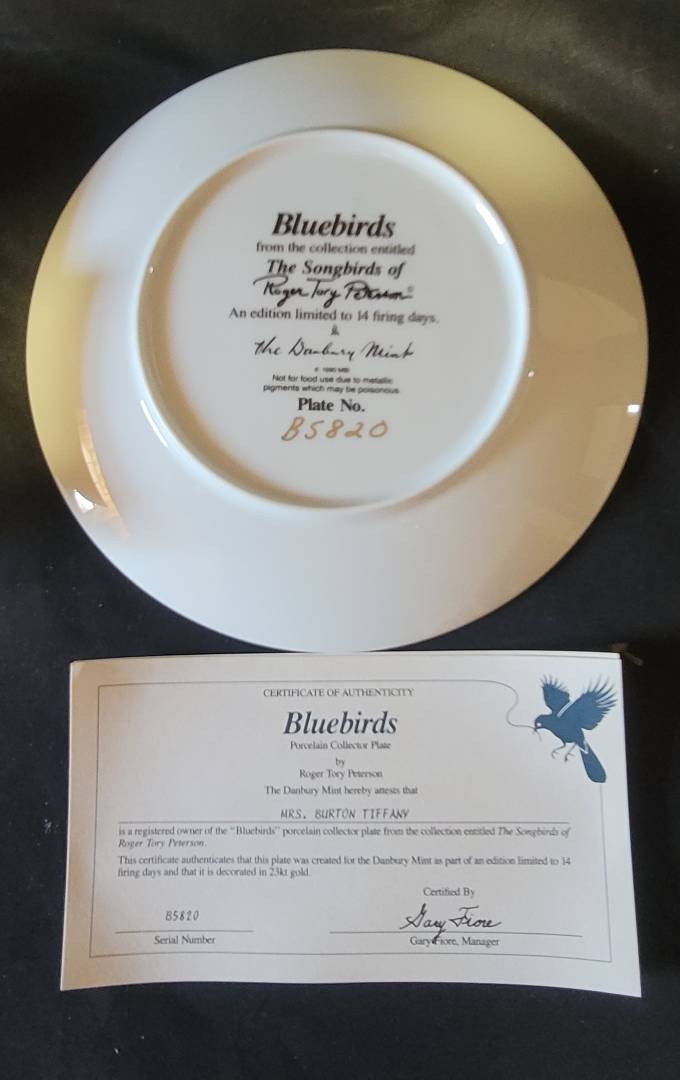 Bluebirds
from the collection entitled
The Songbirds of
Roger Tory Peterson®
An edition limited to 14 firing days.
&
The Danbury Mint
Not for food use due to metallic
pigments which may be poisonous.
Plate No.
B5820
CERTIFICATE OF AUTHENTICITY
Bluebirds
Porcelain Collector Plate
by
Roger Tory Peterson
The Danbury Mint hereby attests that
MRS. BURTON TIFFANY
is a registered owner of the "Bluebirds" porcelain collector plate from the collection entitled The Songbirds of
Roger Tory Peterson.
This certificate authenticates that this plate was created for the Danbury Mint as part of an edition limited to 14
firing days and that it is decorated in 23kt gold.
Certified By
B5820
Gary Fiore
Serial Number
Gary Fiore, Manager